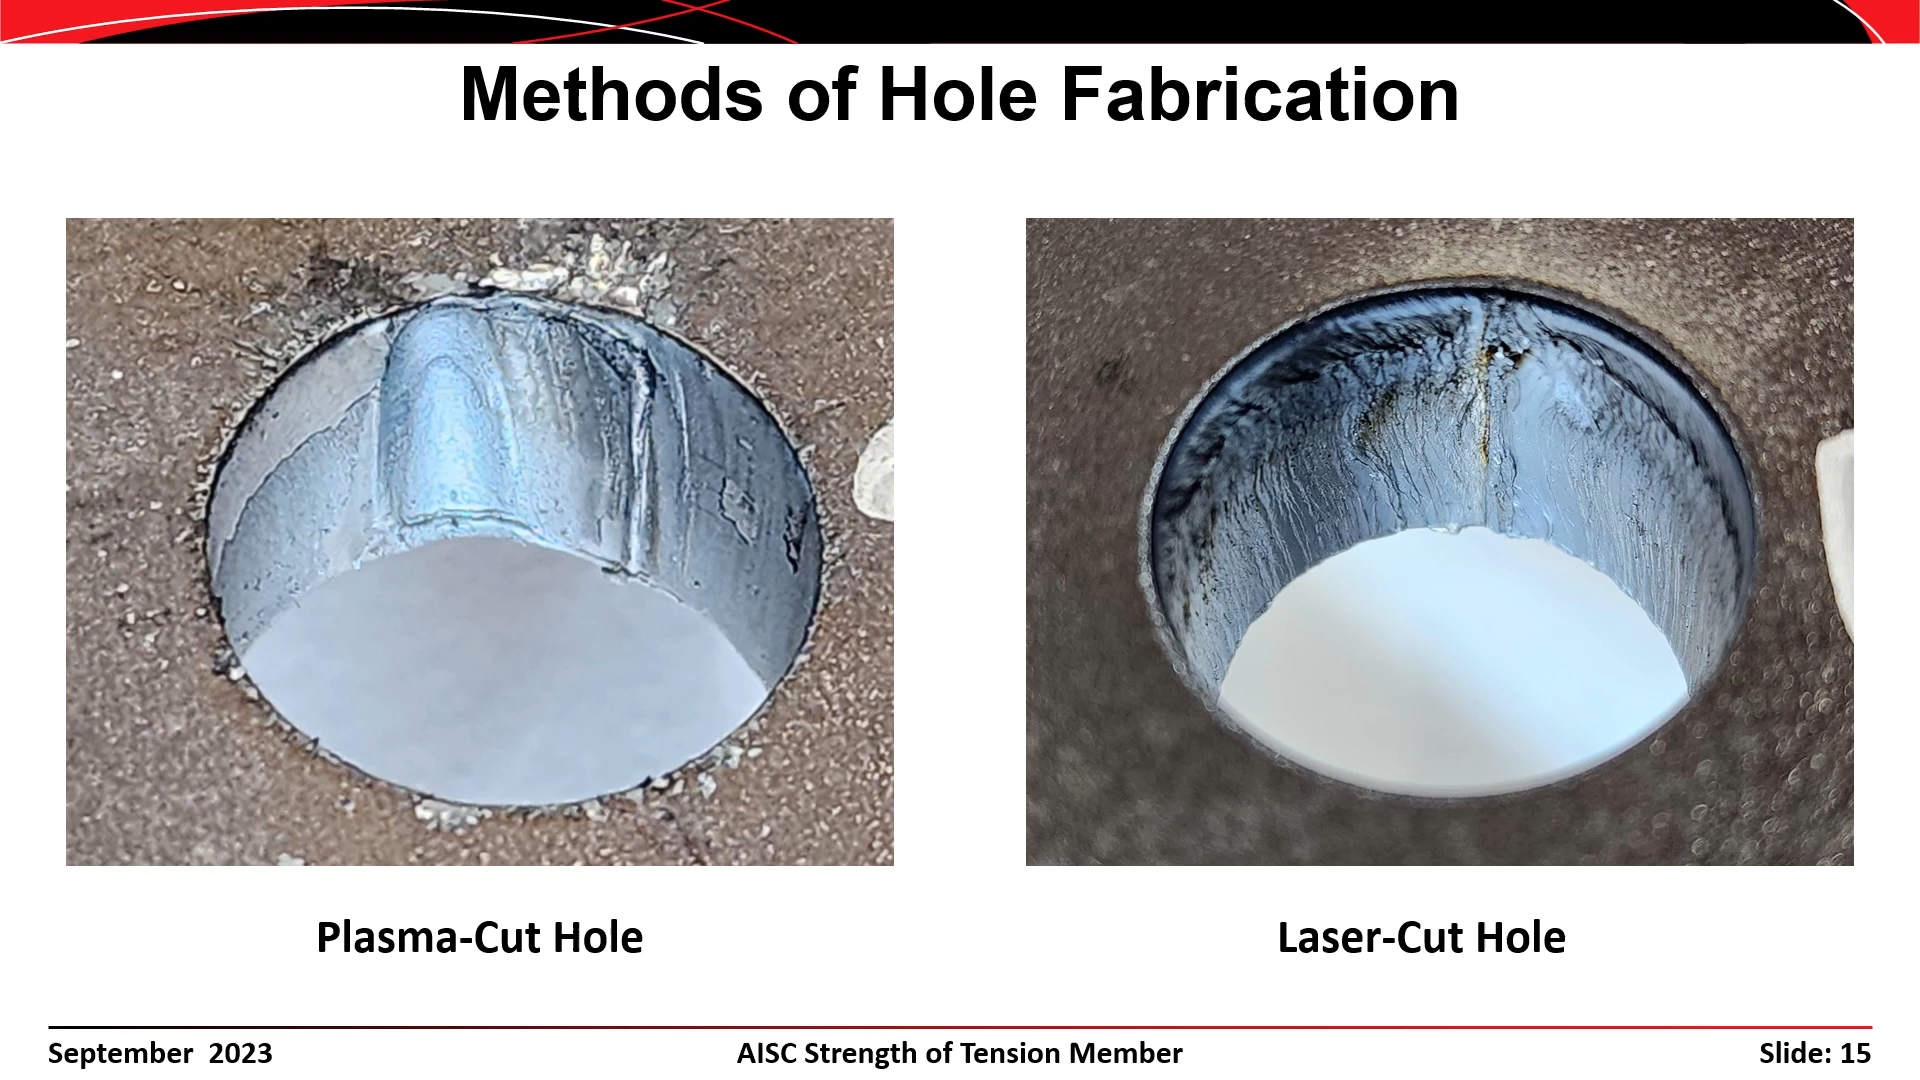 Methods of Hole Fabrication
Plasma-Cut Hole
Laser-Cut Hole
September  2023
AISC Strength of Tension Member
Slide: 15